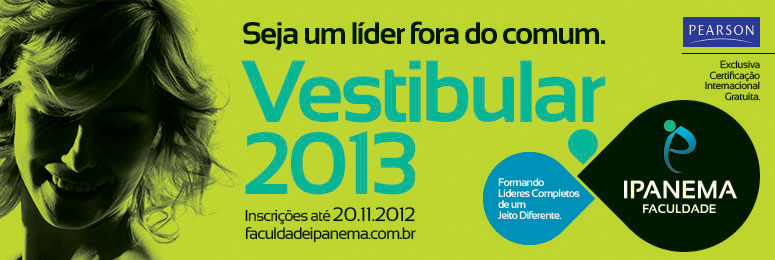 Seja um líder fora do comum.
Vestibular
2013
Inscrições até 20.11.2012
faculdadeipanema.com.br
Formando
Líderes Completos
de um
Jeito Diferente.
PEARSON
Exclusiva
Certificação
Internacional
Gratuita.
IPANEMA
FACULDADE